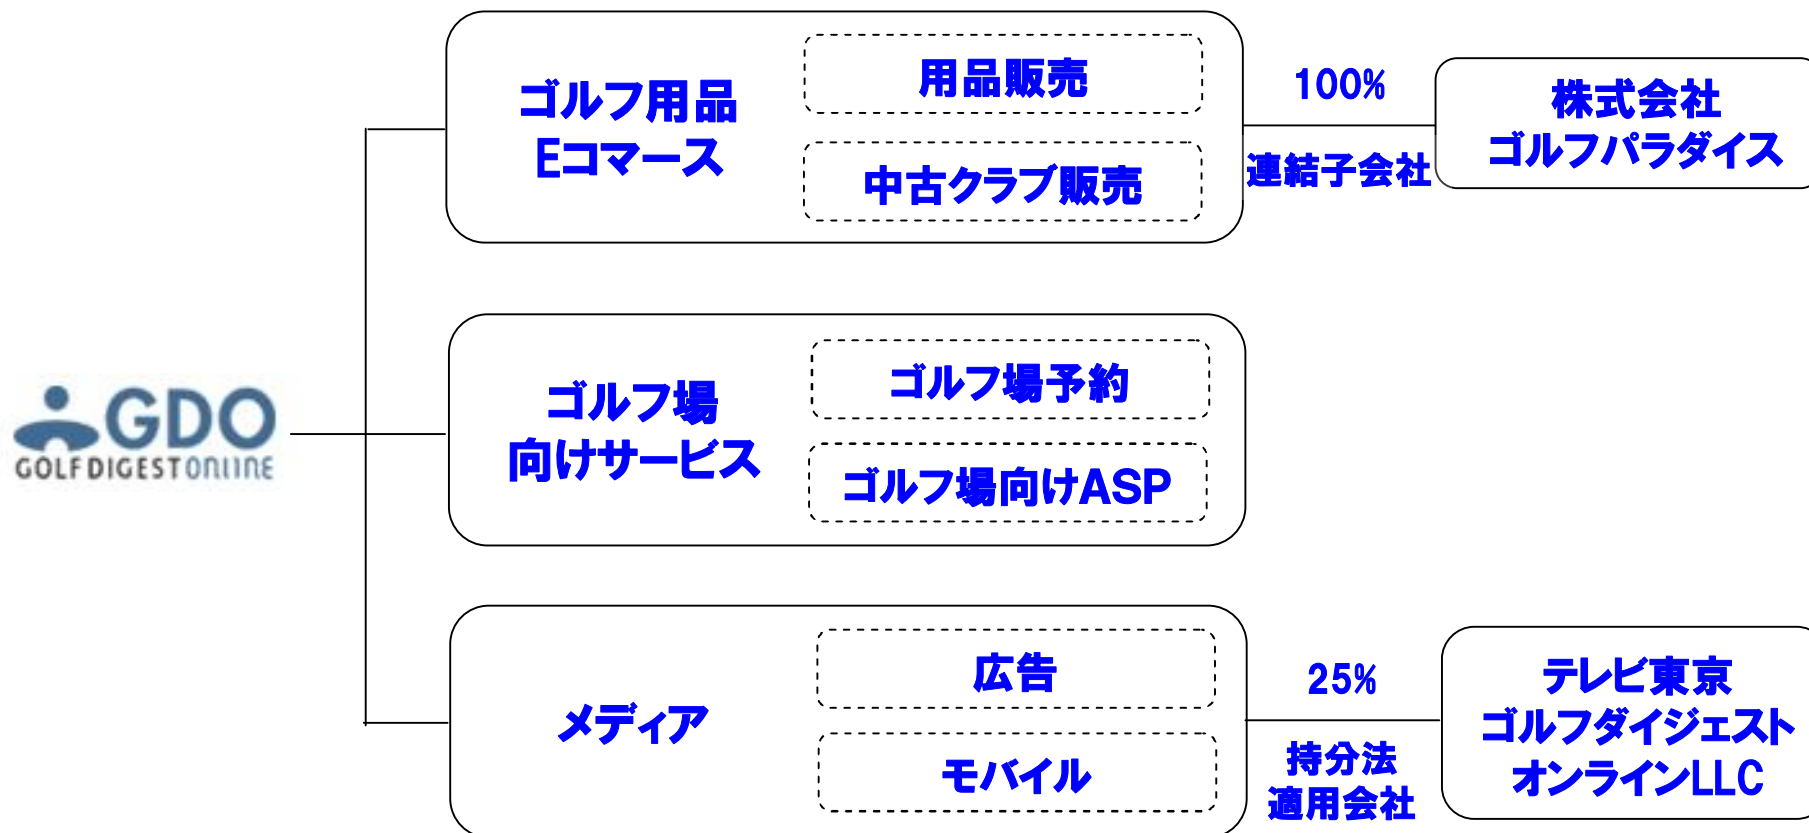 GDO
GOLFDIGESTONLINE
ゴルフ用品
Eコマース
用品販売
中古クラブ販売
100%
連結子会社
株式会社
ゴルフパラダイス
ゴルフ場
向けサービス
ゴルフ場予約
ゴルフ場向けASP
メディア
広告
モバイル
25%
持分法
適用会社
テレビ東京
ゴルフダイジェスト
オンラインLLC